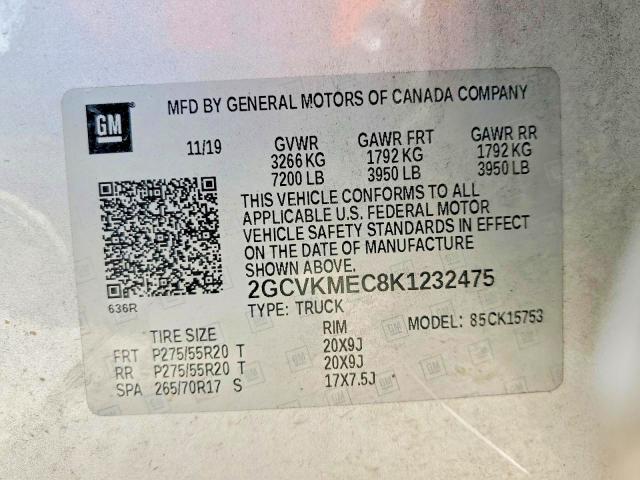 MFD BY GENERAL MOTORS OF CANADA COMPANY
GM
11/19 GVWR GAWR FRT GAWR RR
3266 KG 1792 KG 1792 KG
7200 LB 3950 LB 3950 LB
THIS VEHICLE CONFORMS TO ALL
APPLICABLE U.S. FEDERAL MOTOR
VEHICLE SAFETY STANDARDS IN EFFECT
ON THE DATE OF MANUFACTURE
SHOWN ABOVE.
2GCVKMEC8K1232475
636R
TYPE: TRUCK
MODEL: 85CK15753
TIRE SIZE RIM
FRT P275/55R20 T 20X9J
RR P275/55R20 T 20X9J
SPA 265/70R17 S 17X7.5J